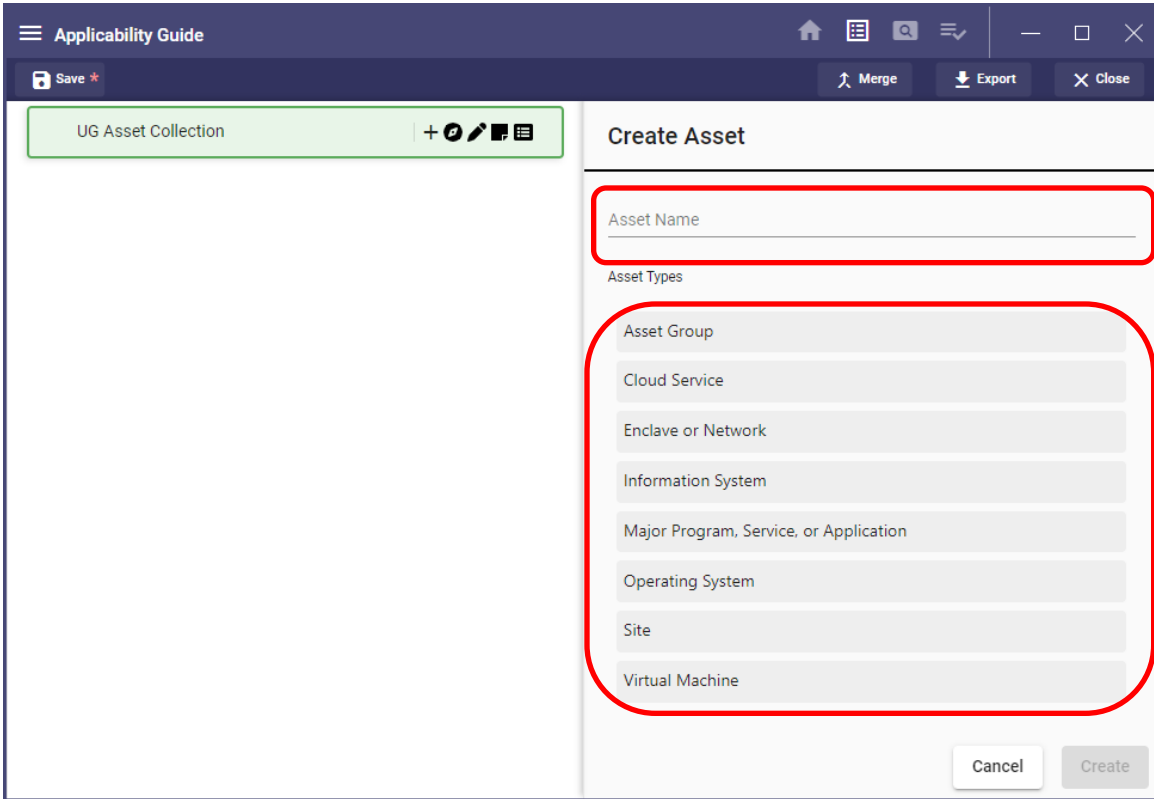 Applicability Guide
Save *
Merge
Export
Close
UG Asset Collection
Create Asset
Asset Name
Asset Types
Asset Group
Cloud Service
Enclave or Network
Information System
Major Program, Service, or Application
Operating System
Site
Virtual Machine
Cancel
Create